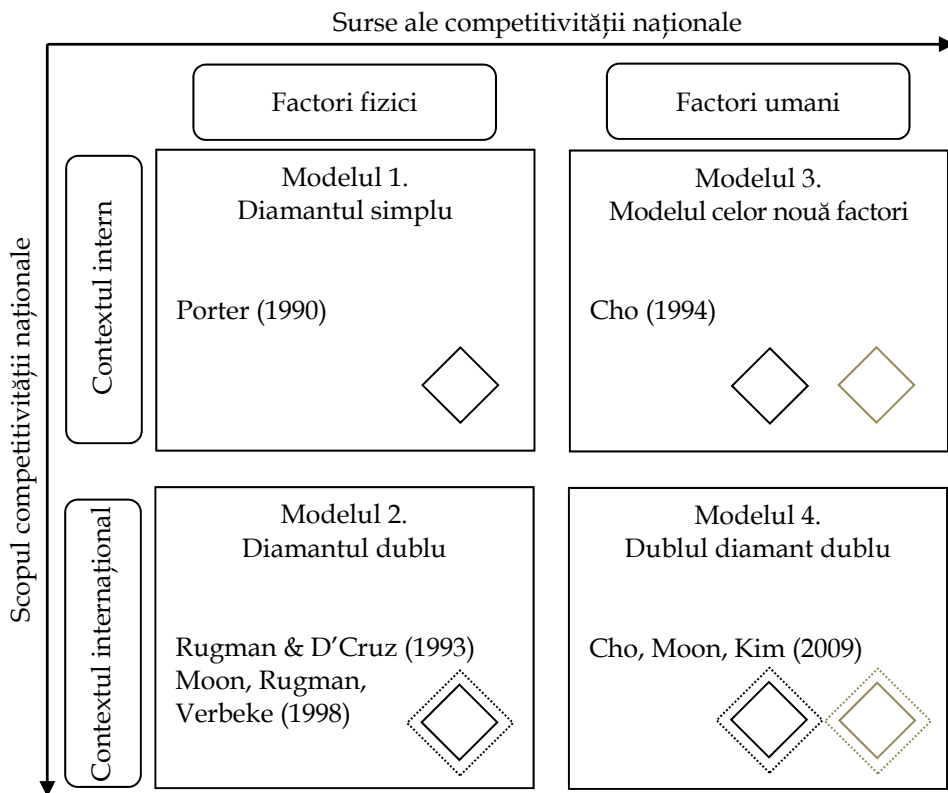 Surse ale competitivității naționale
Factori fizici
Factori umani
Scopul competitivității naționale
Contextul intern
Modelul 1.
Diamantul simplu
Porter (1990)
Modelul 3.
Modelul celor nouă factori
Cho (1994)
Contextul internațional
Modelul 2.
Diamantul dublu
Rugman & D’Cruz (1993)
Moon, Rugman,
Verbeke (1998)
Modelul 4.
Dublul diamant dublu
Cho, Moon, Kim (2009)